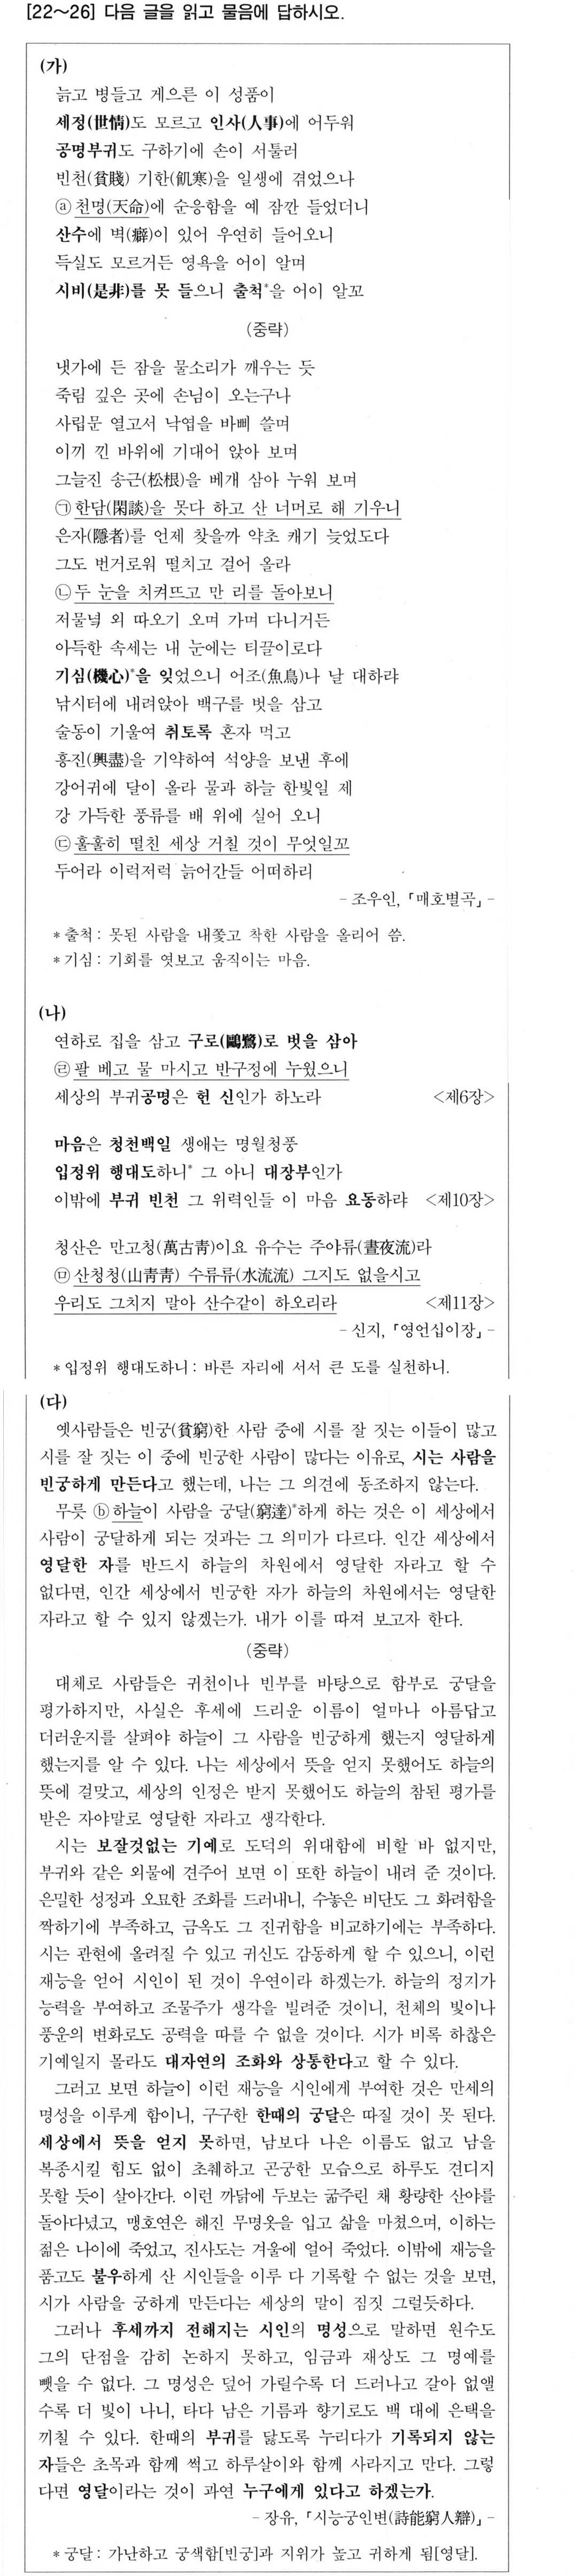 [22~26] 다음 글을 읽고 물음에 답하시오.
(가)
늙고 병들고 게으른 이 성품이
세정(世情)도 모르고 인사(人事)에 어두워
공명부귀도 구하기에 손이 서툴러
빈천(貧賤) 기한(飢寒)을 일생에 겪었으나
ⓐ 천명(天命)에 순응함을 예 잠깐 들었더니
산수에 벽(癖)이 있어 우연히 들어오니
득실도 모르거든 영욕을 어이 알며
시비(是非)를 못 들으니 출척*을 어이 알꼬
(중략)
냇가에 든 잠을 물소리가 깨우는 듯
죽림 깊은 곳에 손님이 오는구나
사립문 열고서 낙엽을 바삐 쓸며
이끼 낀 바위에 기대어 앉아 보며
그늘진 송근(松根)을 베개 삼아 누워 보며
㉠ 한담(閑談)을 못다 하고 산 너머로 해 기우니
은자(隱者)를 언제 찾을까 약초 캐기 늦었도다
그도 번거로워 떨치고 걸어 올라
㉡ 두 눈을 치켜뜨고 만 리를 돌아보니
저물녘 외 따오기 오며 가며 다니거든
아득한 속세는 내 눈에는 티끌이로다
기심(機心)*을 잊었으니 어조(魚鳥)나 날 대하랴
낚시터에 내려앉아 백구를 벗을 삼고
술동이 기울여 취토록 혼자 먹고
흥진(興盡)을 기약하여 석양을 보낸 후에
강어귀에 달이 올라 물과 하늘 한빛일 제
강 가득한 풍류를 배 위에 실어 오니
㉢ 훌훌히 떨친 세상 거칠 것이 무엇일꼬
두어라 이럭저럭 늙어간들 어떠하리
- 조우인, 「매호별곡」 -
* 출척 : 못된 사람을 내쫓고 착한 사람을 올리어 씀.
* 기심 : 기회를 엿보고 움직이는 마음.
(나)
연하로 집을 삼고 구로(鷗鷺)로 벗을 삼아
㉣ 팔 베고 물 마시고 반구정에 누웠으니
세상의 부귀공명은 헌 신인가 하노라 <제6장>
마음은 청천백일 생애는 명월청풍
입정위 행대도하니* 그 아니 대장부인가
이밖에 부귀 빈천 그 위력인들 이 마음 요동하랴 <제10장>
청산은 만고청(萬古靑)이요 유수는 주야류(晝夜流)라
㉤ 산청청(山靑靑) 수류류(水流流) 그지도 없을시고
우리도 그치지 말아 산수같이 하오리라 <제11장>
- 신지, 「영언십이장」 -
* 입정위 행대도하니 : 바른 자리에 서서 큰 도를 실천하니.
(다)
옛사람들은 빈궁(貧窮)한 사람 중에 시를 잘 짓는 이들이 많고
시를 잘 짓는 이 중에 빈궁한 사람이 많다는 이유로, 시는 사람을
빈궁하게 만든다고 했는데, 나는 그 의견에 동조하지 않는다.
무릇 ⓑ 하늘이 사람을 궁달(窮達)*하게 하는 것은 이 세상에서
사람이 궁달하게 되는 것과는 그 의미가 다르다. 인간 세상에서
영달한 자를 반드시 하늘의 차원에서 영달한 자라고 할 수
없다면, 인간 세상에서 빈궁한 자가 하늘의 차원에서는 영달한
자라고 할 수 있지 않겠는가. 내가 이를 따져 보고자 한다.
(중략)
대체로 사람들은 귀천이나 빈부를 바탕으로 함부로 궁달을
평가하지만, 사실은 후세에 드리운 이름이 얼마나 아름답고
더러운지를 살펴야 하늘이 그 사람을 빈궁하게 했는지 영달하게
했는지를 알 수 있다. 나는 세상에서 뜻을 얻지 못했어도 하늘의
뜻에 걸맞고, 세상의 인정은 받지 못했어도 하늘의 참된 평가를
받은 자야말로 영달한 자라고 생각한다.
시는 보잘것없는 기예로 도덕의 위대함에 비할 바 없지만,
부귀와 같은 외물에 견주어 보면 이 또한 하늘이 내려 준 것이다.
은밀한 성정과 오묘한 조화를 드러내니, 수놓은 비단도 그 화려함을
짝하기에 부족하고, 금옥도 그 진귀함을 비교하기에는 부족하다.
시는 관현에 올려질 수 있고 귀신도 감동하게 할 수 있으니, 이런
재능을 얻어 시인이 된 것이 우연이라 하겠는가. 하늘의 정기가
능력을 부여하고 조물주가 생각을 빌려준 것이니, 천체의 빛이나
풍운의 변화로도 공력을 따를 수 없을 것이다. 시가 비록 하찮은
기예일지 몰라도 대자연의 조화와 상통한다고 할 수 있다.
그러고 보면 하늘이 이런 재능을 시인에게 부여한 것은 만세의
명성을 이루게 함이니, 구구한 한때의 궁달은 따질 것이 못 된다.
세상에서 뜻을 얻지 못하면, 남보다 나은 이름도 없고 남을
복종시킬 힘도 없이 초췌하고 곤궁한 모습으로 하루도 견디지
못할 듯이 살아간다. 이런 까닭에 두보는 굶주린 채 황량한 산야를
돌아다녔고, 맹호연은 해진 무명옷을 입고 삶을 마쳤으며, 이하는
젊은 나이에 죽었고, 진사도는 겨울에 얼어 죽었다. 이밖에 재능을
품고도 불우하게 산 시인들을 이루 다 기록할 수 없는 것을 보면,
시가 사람을 궁하게 만든다는 세상의 말이 짐짓 그럴듯하다.
그러나 후세까지 전해지는 시인의 명성으로 말하면 원수도
그의 단점을 감히 논하지 못하고, 임금과 재상도 그 명예를
뺏을 수 없다. 그 명성은 덮어 가릴수록 더 드러나고 갈아 없앨
수록 더 빛이 나니, 타다 남은 기름과 향기로도 백 대에 은택을
끼칠 수 있다. 한때의 부귀를 닳도록 누리다가 기록되지 않는
자들은 초목과 함께 썩고 하루살이와 함께 사라지고 만다. 그렇
다면 영달이라는 것이 과연 누구에게 있다고 하겠는가.
- 장유, 「시능궁인변(詩能窮人辯)」 -
* 궁달 : 가난하고 궁색함[빈궁]과 지위가 높고 귀하게 됨[영달].